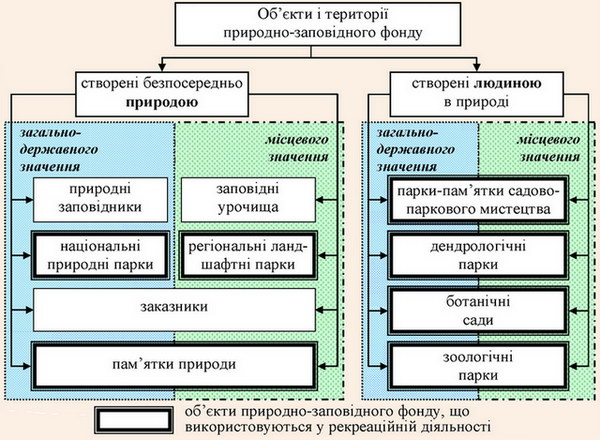 Об’єкти і території
природно-заповідного фонду
створені безпосередньо
природою
створені людиною
в природі
загально-
державного
значення
місцевого
значення
природні
заповідники
заповідні
урочища
національні
природні парки
регіональні ланд-
шафтні парки
заказники
пам’ятки природи
загально-
державного
значення
місцевого
значення
парки-пам’ятки садово-
паркового мистецтва
дендрологічні
парки
ботанічні
сади
зоологічні
парки
об’єкти природно-заповідного фонду, що
використовуються у рекреаційній діяльності